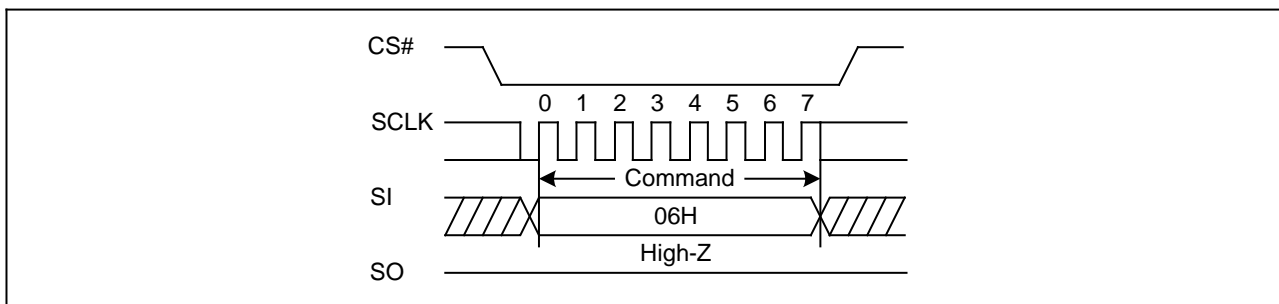 CS#
0 1 2 3 4 5 6 7
SCLK
Command
SI
06H
High-Z
SO